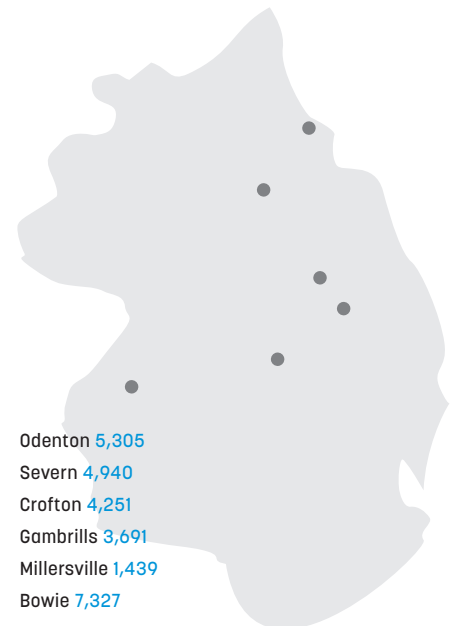 Odenton 5,305
Severn 4,940
Crofton 4,251
Gambrills 3,691
Millersville 1,439
Bowie 7,327